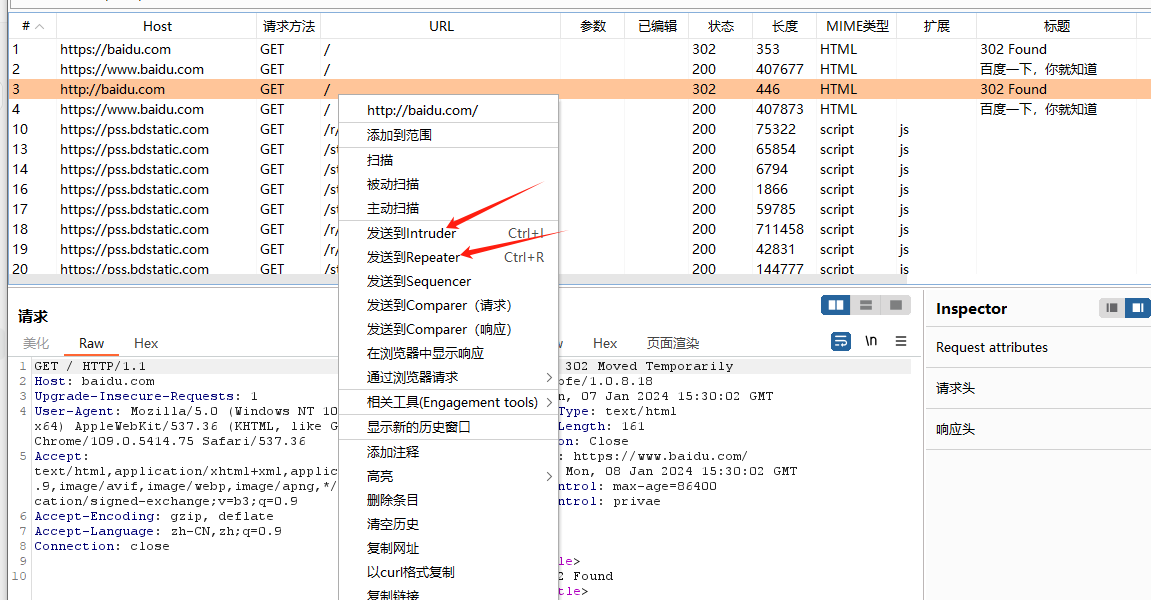 # Host 请求方法 URL 参数 已编辑 状态 长度 MIME类型 扩展 标题
1 https://baidu.com GET / 302 353 HTML 302 Found
2 https://www.baidu.com GET / 200 407677 HTML 百度一下，你就知道
3 http://baidu.com GET / 302 446 HTML 302 Found
4 https://www.baidu.com GET / 200 407873 HTML 百度一下，你就知道
10 https://pss.bdstatic.com GET /r/ 200 75322 script js
13 https://pss.bdstatic.com GET /st 200 65854 script js
14 https://pss.bdstatic.com GET /st 200 6794 script js
16 https://pss.bdstatic.com GET /st 200 1866 script js
17 https://pss.bdstatic.com GET /st 200 59785 script js
18 https://pss.bdstatic.com GET /r/ 200 711458 script js
19 https://pss.bdstatic.com GET /r/ 200 42831 script js
20 https://pss.bdstatic.com GET /st 200 144777 script js
http://baidu.com/
添加到范围
扫描
被动扫描
主动扫描
发送到Intruder Ctrl+I
发送到Repeater Ctrl+R
发送到Sequencer
发送到Comparer（请求）
发送到Comparer（响应）
在浏览器中显示响应
通过浏览器请求
相关工具(Engagement tools)
显示新的历史窗口
添加注释
高亮
删除条目
清空历史
复制网址
以curl格式复制
复制链接
请求
美化 Raw Hex
1 GET / HTTP/1.1
2 Host: baidu.com
3 Upgrade-Insecure-Requests: 1
4 User-Agent: Mozilla/5.0 (Windows NT 10
x64) AppleWebKit/537.36 (KHTML, like G
Chrome/109.0.5414.75 Safari/537.36
5 Accept:
text/html,application/xhtml+xml,applic
.9,image/avif,image/webp,image/apng,*/
cation/signed-exchange;v=b3;q=0.9
6 Accept-Encoding: gzip, deflate
7 Accept-Language: zh-CN,zh;q=0.9
8 Connection: close
9
10
Hex 页面渲染 \n
302 Moved Temporarily
ofe/1.0.8.18
n, 07 Jan 2024 15:30:02 GMT
Type: text/html
Length: 161
on: Close
: https://www.baidu.com/
Mon, 08 Jan 2024 15:30:02 GMT
ntrol: max-age=86400
ntrol: privae
le>
2 Found
tle>
Inspector
Request attributes
请求头
响应头